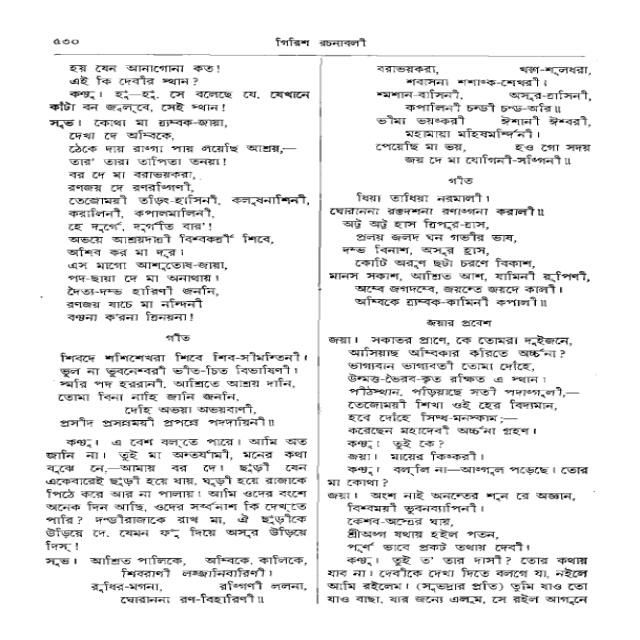 ৫৩০
গিরিশ রচনাবলী
হয় যেন আনাগোনা কত!
এই কি দেবীর স্থান?
কঞ্চু। হ্যাঁ-হ্যাঁ, সে বলেছে যে, যেখানে
কাঁটা বন জ্বলবে, সেই স্থান!
সুভ। কোথা মা ত্র্যম্বক-জায়া,
দেখা দে অম্বিকে,
ঠেকে দায় রাঙ্গা পায় লয়েছি আশ্রয়,—
তার' তারা তাপিতা তনয়া!
বর দে মা বরাভয়করা,
রণজয় দে রণরঙ্গিণী,
তেজোময়ী তড়িৎ-হাসিনী, কলুষনাশিনী,
করালিনী, কপালমালিনী,
হে দুর্গে, দুর্গতি বার'!
অভয়ে আশ্রয়দাত্রী বিশ্বকর্ত্রী শিবে,
অশিব কর মা দূর।
এস মাগো আশুতোষ-জায়া,
পদ-ছায়া দে মা অনাথায়।
দৈত্য-দম্ভ হারিণী জননি,
রণজয় যাচে মা নন্দিনী
বঞ্চনা ক'রনা ত্রিনয়না!
গীত
শিবদে শশিশেখরা শিবে শিব-সীমন্তিনী।
ভুল না ভুবনেশ্বরী ভীত-চিত বিভাষিণী।
স্মরি পদ হররানী, আশ্রিতে আশ্রয় দানি,
তোমা বিনা নাহি জানি জননি,
দেহি অভয়া অভয়বাণী,
প্রসীদ প্রসন্নময়ী প্রপন্নে পদদায়িনী॥
কঞ্চু। এ বেশ বলতে পারে। আমি অত
জানি না। তুই মা অন্তর্যামী, মনের কথা
বুঝে নে,—আমায় বর দে। ছুঁড়ী যেন
একেবারেই ছুঁড়ী হয়ে যায়, ঘুড়ী হয়ে রাজাকে
পিঠে করে আর না পালায়। আমি ওদের বংশে
অনেক দিন আছি, ওদের সর্ব্বনাশ কি দেখতে
পারি? দণ্ডীরাজাকে রাখ মা, ঐ ছুঁড়ীকে
উড়িয়ে দে, যেমন ফুঁ দিয়ে অসুর উড়িয়ে
দিস্!
সুভ। আশ্রিত পালিকে, অম্বিকে, কালিকে,
শিবরাণী লজ্জানিবারিণী।
রুধির-মগনা, রঙ্গিণী ললনা,
ঘোরাননা রণ-বিহারিণী॥
বরাভয়করা, খড়্গ-শূলধরা,
শবাসনা শশাঙ্ক-শেখরী।
শ্মশান-বাসিনী, অসুর-ত্রাসিনী,
কপালিনী চণ্ডী চণ্ড-অরি॥
ভীমা ভয়ঙ্করী ঈশানী ঈশ্বরী,
মহামায়া মহিষমর্দ্দিনী।
পেয়েছি মা ভয়, হও গো সদয়
জয় দে মা যোগিনী-সঙ্গিনী॥
গীত
ধিয়া তাধিয়া নরমালী।
ঘোরাননা রক্তদশনা রণাঙ্গনা করালী॥
অট্ট অট্ট হাস ত্রিপুর-ত্রাস,
প্রলয় জলদ ঘন গভীর ভাষ,
দম্ভ বিনাশ, অসুর হ্রাস,
কোটি অরুণ ছটা চরণে বিকাশ,
মানস সকাশ, আশ্রিত আশ, যামিনী রূপিণী,
অম্বে জগদম্বে, জয়ন্তে জয়দে কালী।
অম্বিকে ত্র্যম্বক-কামিনী কপালী॥
জয়ার প্রবেশ
জয়া। সকাতর প্রাণে, কে তোমরা দুইজনে,
আসিয়াছ অম্বিকার করিতে অর্চ্চনা?
ভাগ্যবান ভাগ্যবতী তোমা দোঁহে,
উন্মত্ত-ভৈরব-কৃত রক্ষিত এ স্থান।
পীঠস্থান, পড়িয়াছে সতী পদাঙ্গুলী,—
তেজোময়ী শিখা ওই হের বিদ্যমান,
হবে দোঁহে সিদ্ধ-মনস্কাম;—
করেছেন মহাদেবী অর্চ্চনা গ্রহণ।
কঞ্চু। তুই কে?
জয়া। মায়ের কিঙ্করী।
কঞ্চু। বললি না—আঙ্গুল পড়েছে। তোর
মা কোথা?
জয়া। অংশ নাই অনন্তের শূন রে অজ্ঞান,
বিশ্বময়ী ভুবনব্যাপিনী।
কেশব-অস্ত্রের ঘায়,
শ্রীঅঙ্গ যথায় হইল পতন,
পূর্ণ ভাবে প্রকট তথায় দেবী।
কঞ্চু। তুই ত' তার দাসী? তোর কথায়
যাব না। দেবীকে দেখা দিতে বলগে যা, নইলে
আমি রইলেম। (সুভদ্রার প্রতি) তুমি যাও তো
যাও বাছা, যার জন্যে এলুম, সে রইল আগুনে